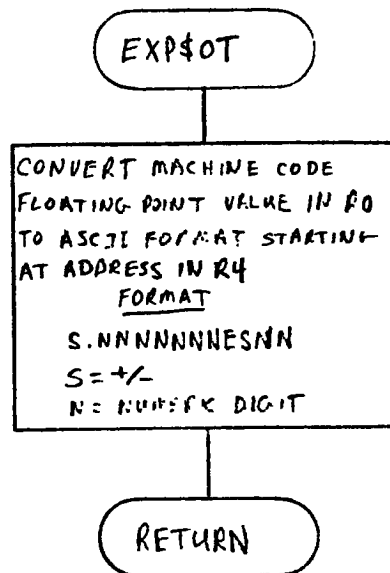 EXP$OT
CONVERT MACHINE CODE
FLOATING POINT VALUE IN F0
TO ASCII FORMAT STARTING
AT ADDRESS IN R4
FORMAT
S.NNNNNNNESNN
S = +/-
N = NUMERIC DIGIT
RETURN